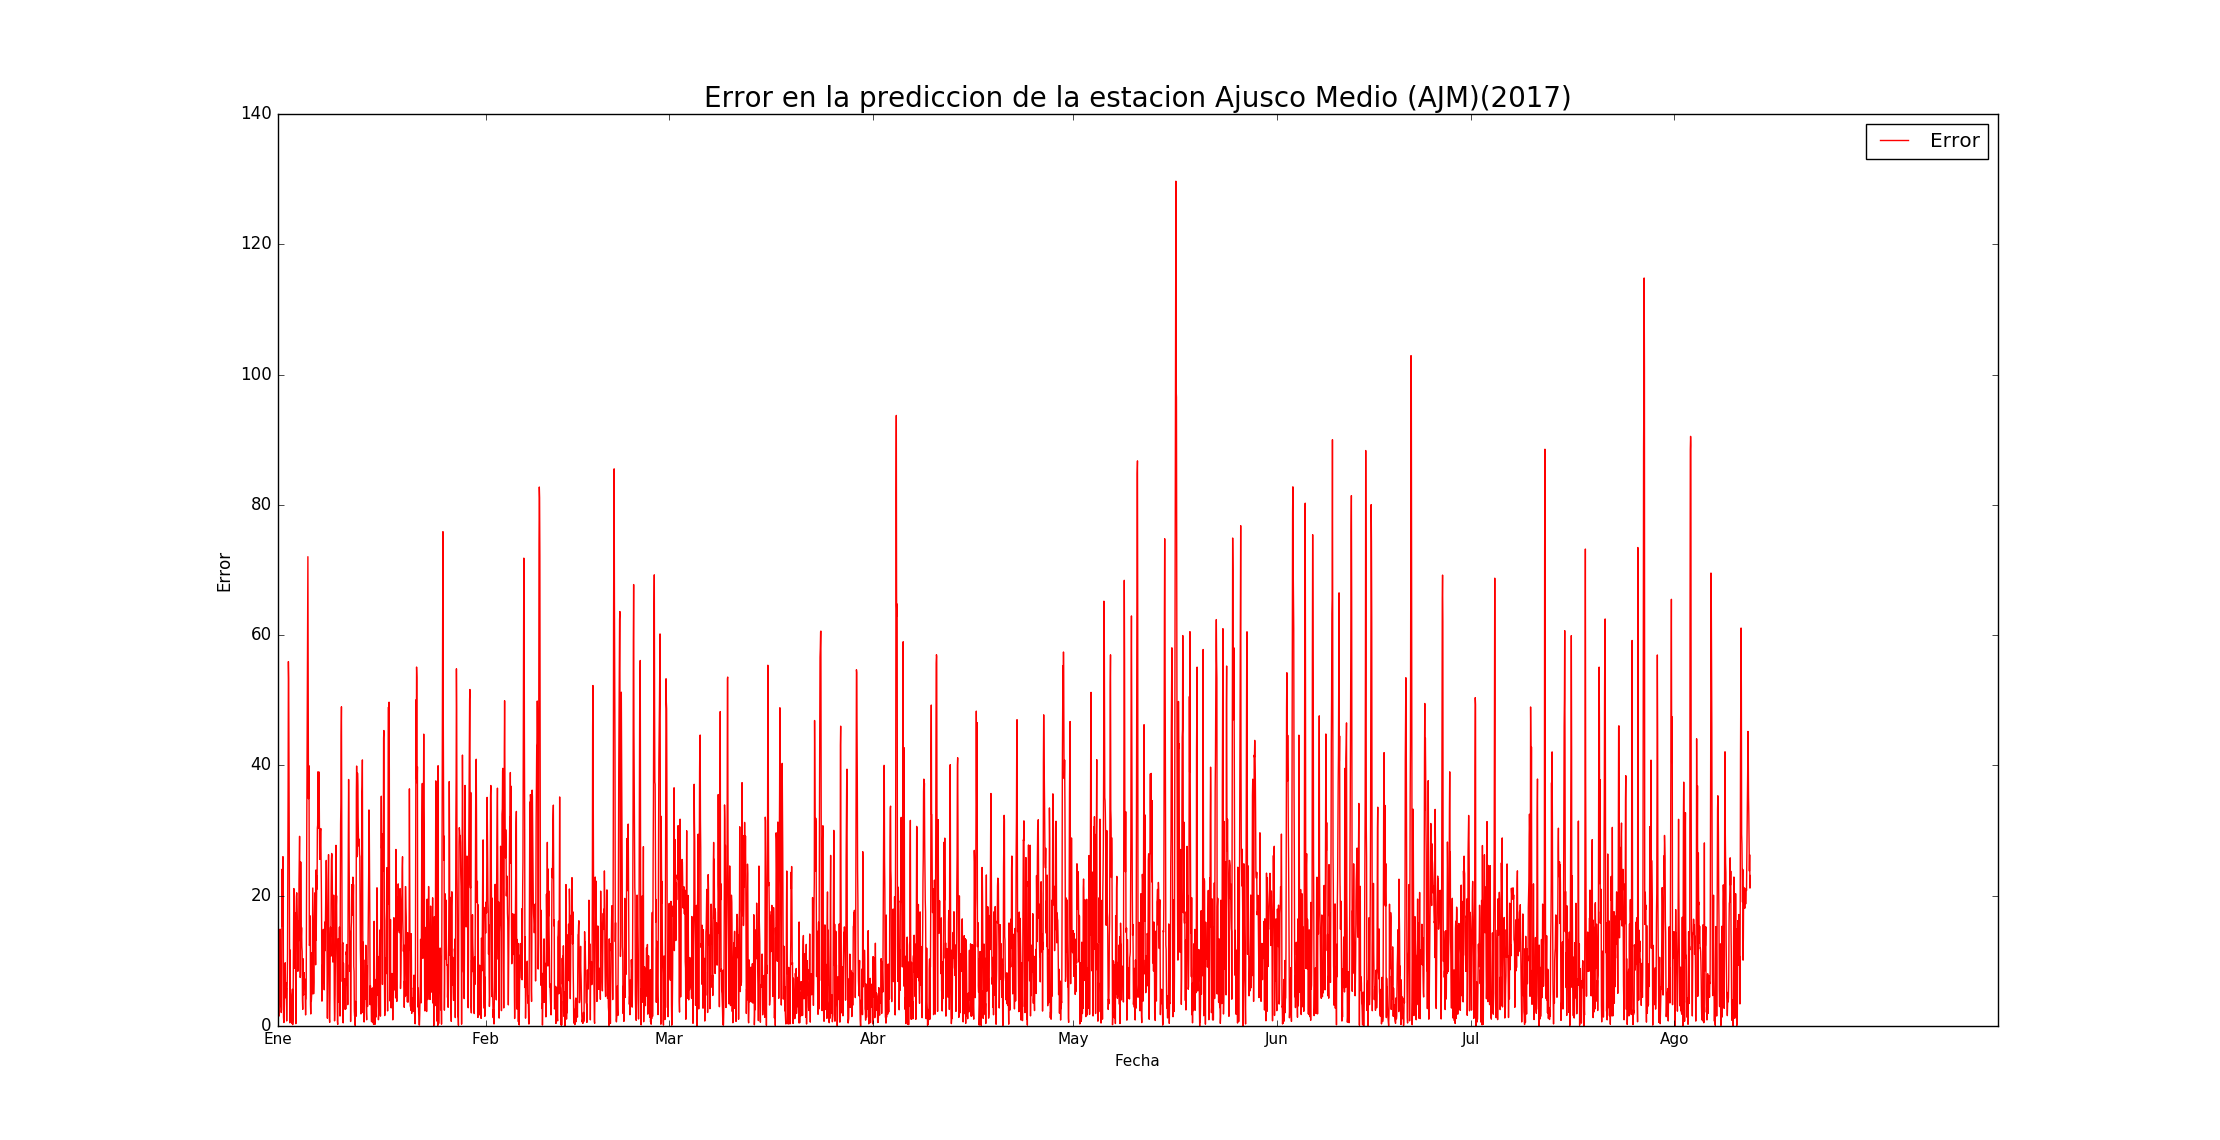 Error en la prediccion de la estacion Ajusco Medio (AJM)(2017)
140
Error
120
100
80
60
40
20
0
Error
Ene Feb Mar Abr May Jun Jul Ago
Fecha